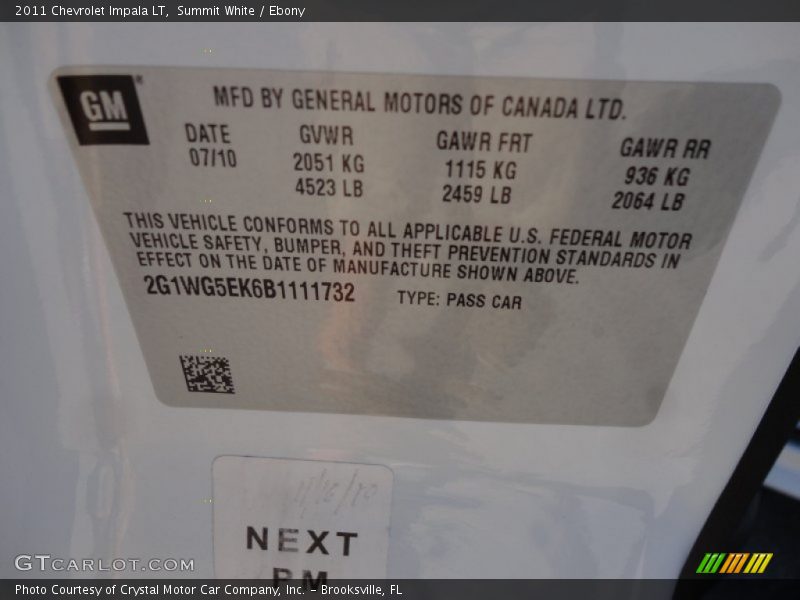 2011 Chevrolet Impala LT, Summit White / Ebony
GM
MFD BY GENERAL MOTORS OF CANADA LTD.
DATE GVWR GAWR FRT GAWR RR
07/10 2051 KG 1115 KG 936 KG
4523 LB 2459 LB 2064 LB
THIS VEHICLE CONFORMS TO ALL APPLICABLE U.S. FEDERAL MOTOR
VEHICLE SAFETY, BUMPER, AND THEFT PREVENTION STANDARDS IN
EFFECT ON THE DATE OF MANUFACTURE SHOWN ABOVE.
2G1WG5EK6B1111732 TYPE: PASS CAR
NEXT
PM
GTCARLOT.COM
Photo Courtesy of Crystal Motor Car Company, Inc. – Brooksville, FL